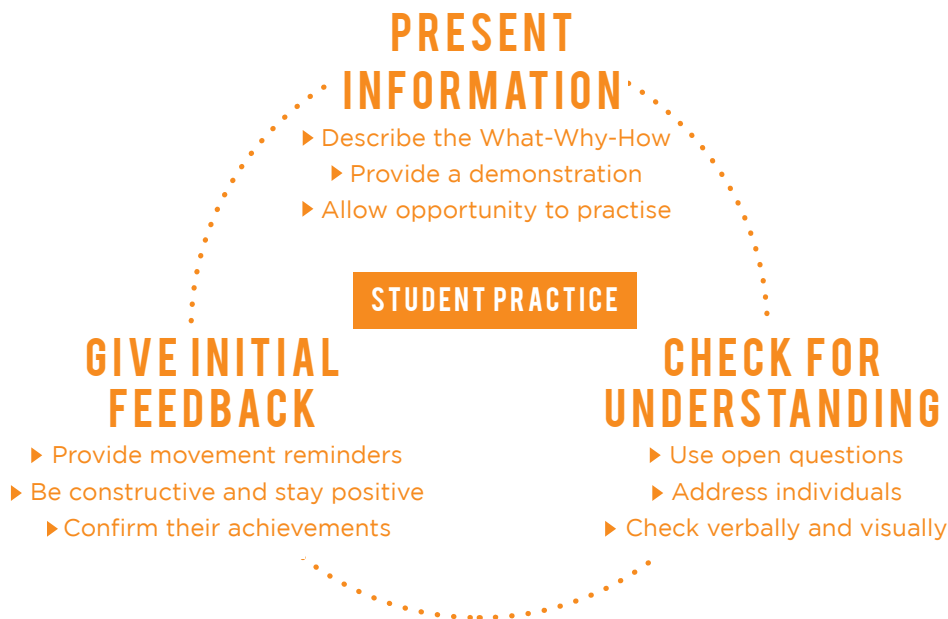 PRESENT
INFORMATION
Describe the What-Why-How
Provide a demonstration
Allow opportunity to practise
STUDENT PRACTICE
GIVE INITIAL
FEEDBACK
Provide movement reminders
Be constructive and stay positive
Confirm their achievements
CHECK FOR
UNDERSTANDING
Use open questions
Address individuals
Check verbally and visually